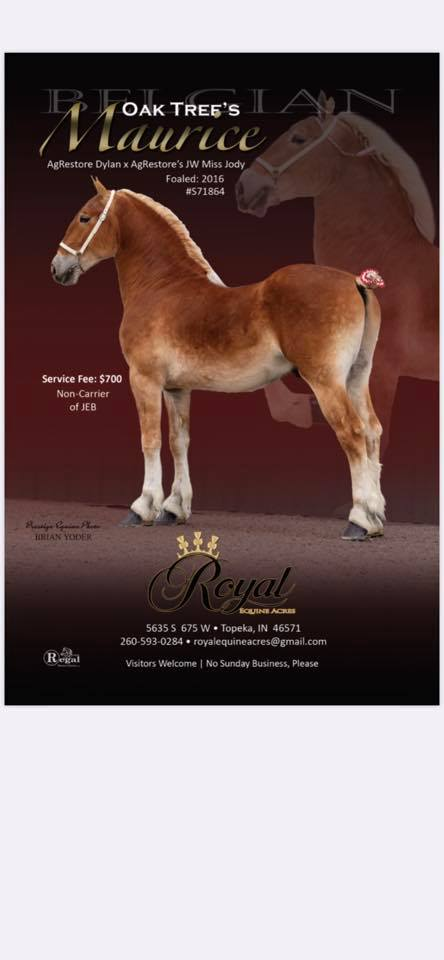 BELGIAN
OAK TREE'S
Maurice
AgRestore Dylan x AgRestore's JW Miss Jody
Foaled: 2016
#S71864
Service Fee: $700
Non-Carrier
of JEB
Prestige Equine Photo
BRIAN YODER
Royal
EQUINE ACRES
5635 S 675 W • Topeka, IN 46571
260-593-0284 • royalequineacres@gmail.com
Regal
Visitors Welcome | No Sunday Business, Please